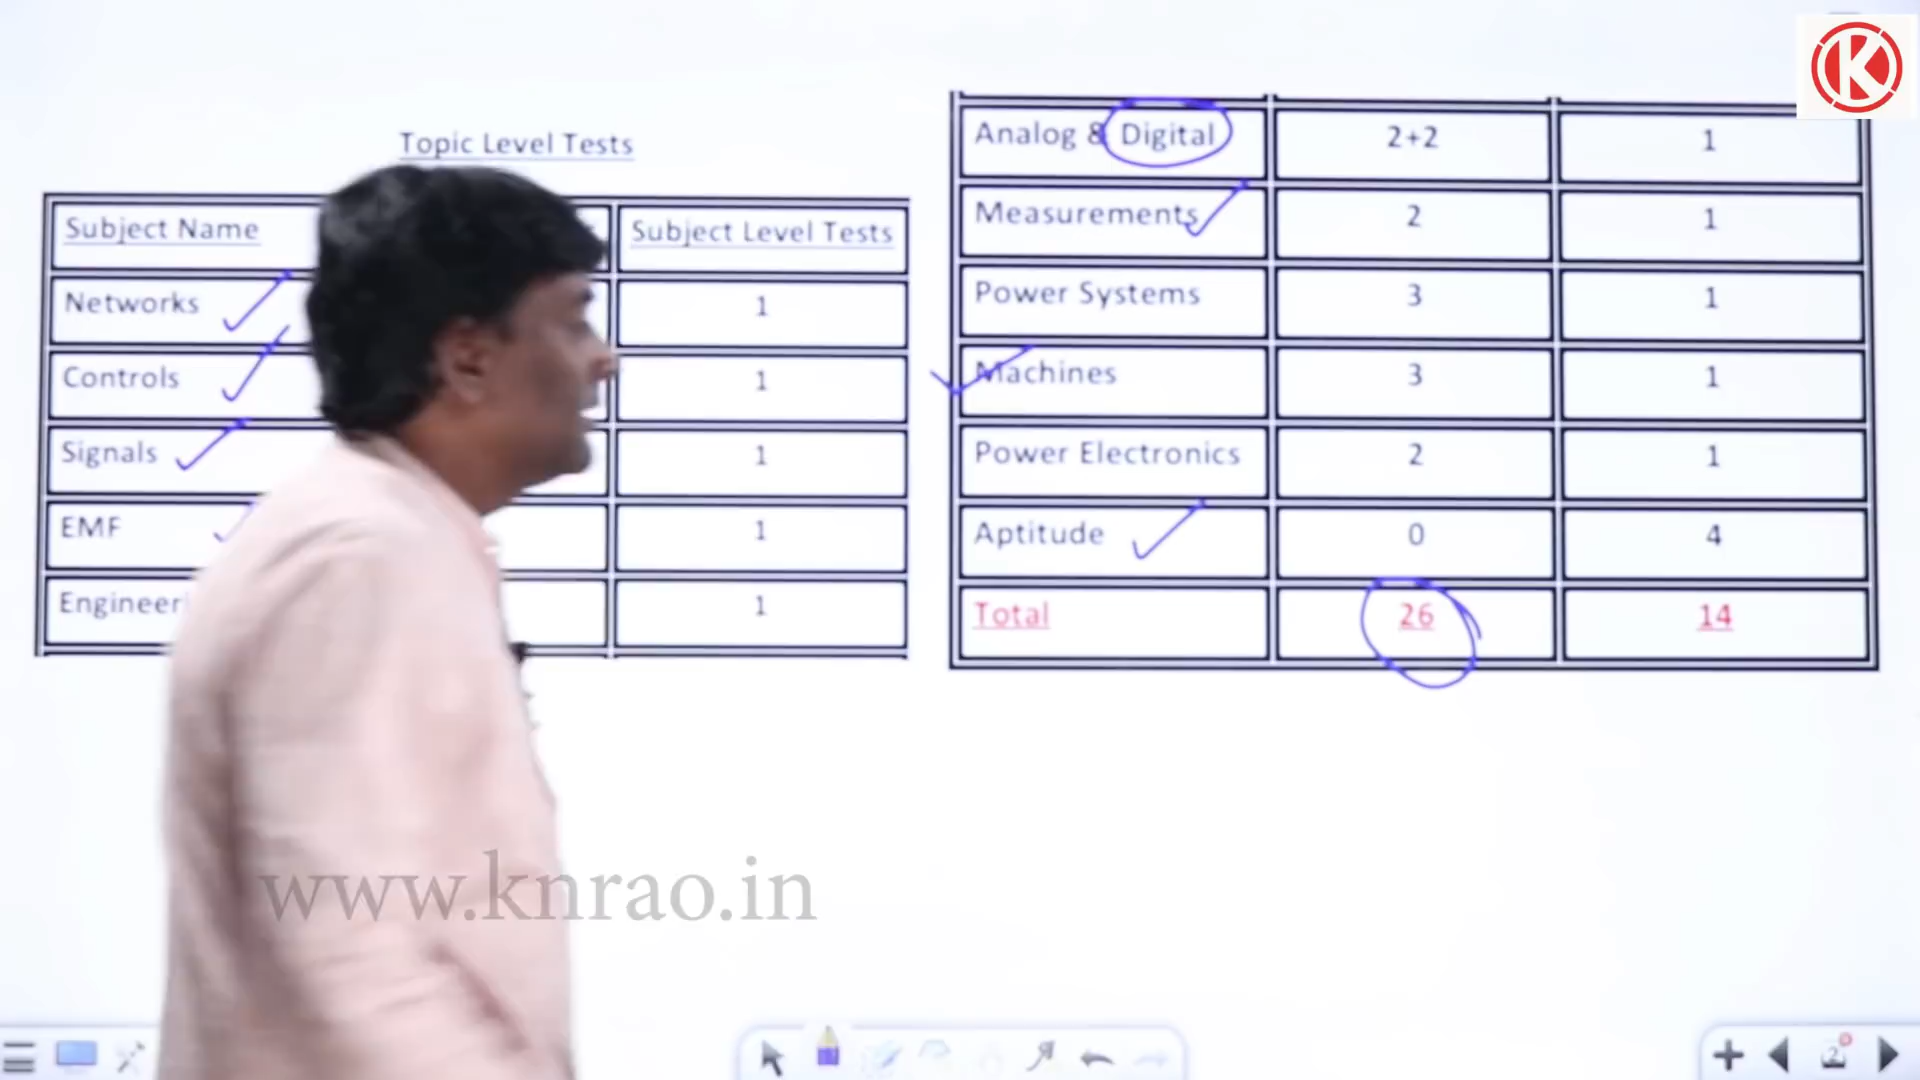 Topic Level Tests
Subject Name Subject Level Tests
Networks 1
Controls 1
Signals 1
EMF 1
1
Analog & Digital 2+2 1
Measurements 2 1
Power Systems 3 1
Machines 3 1
Power Electronics 2 1
Aptitude 0 4
Total 26 14
www.knrao.in
K
2